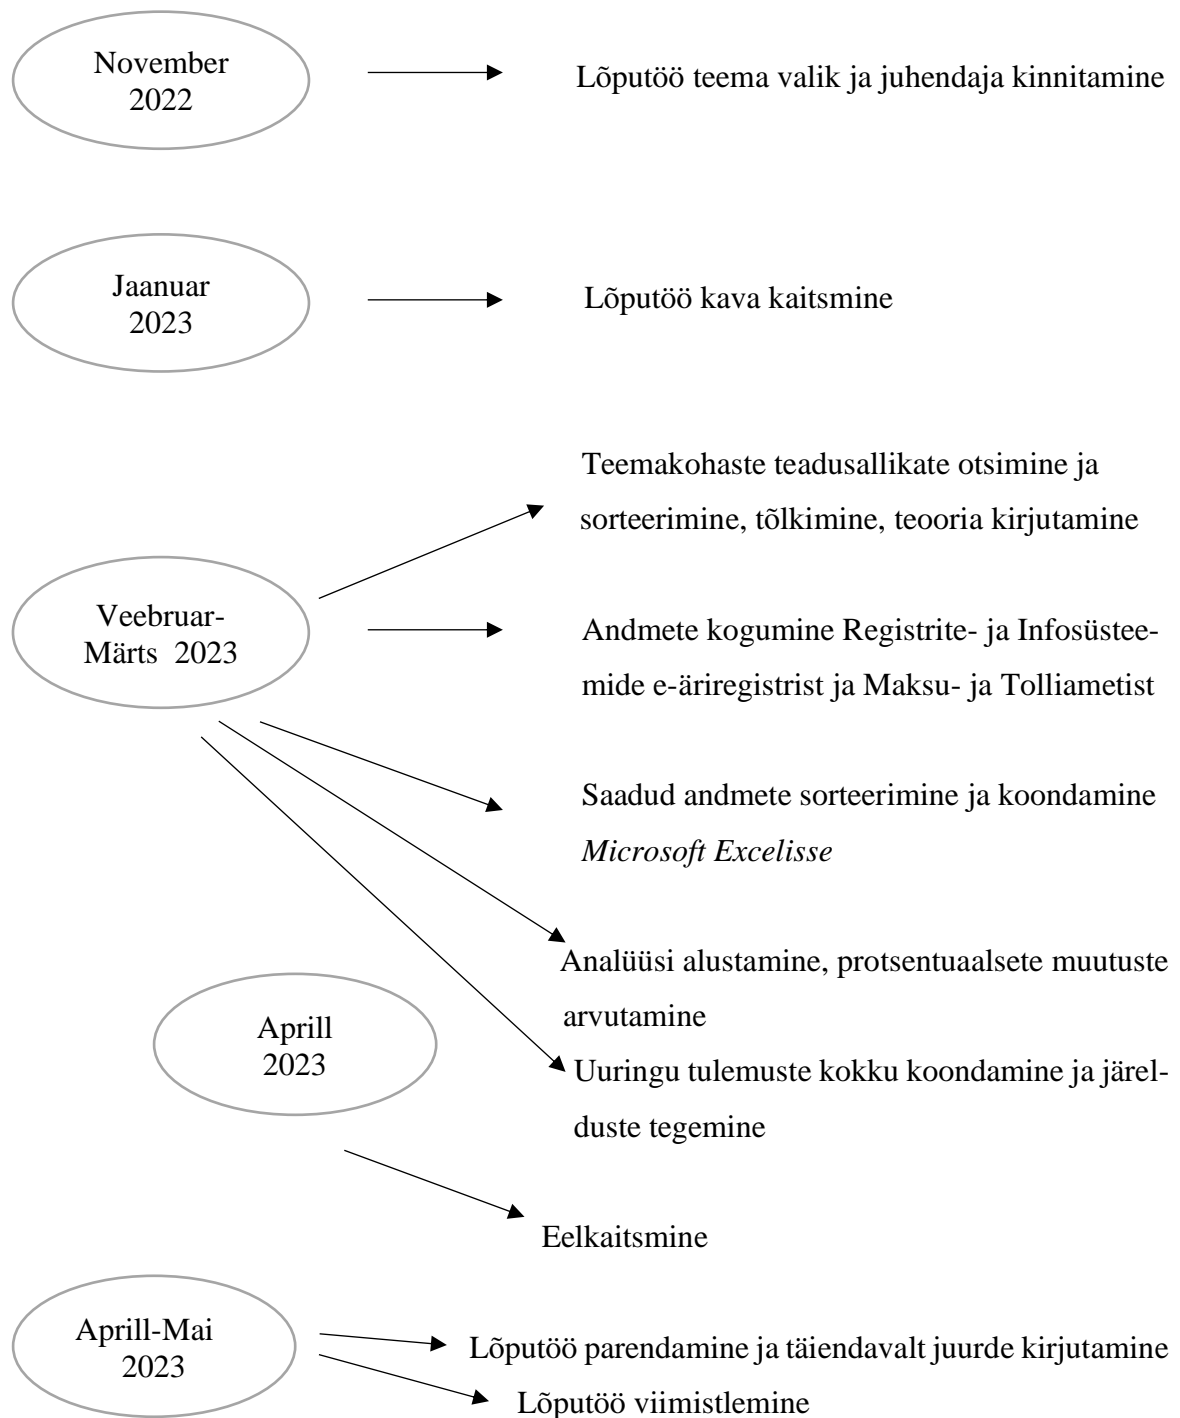 November
2022
Lõputöö teema valik ja juhendaja kinnitamine
Jaanuar
2023
Lõputöö kava kaitsmine
Teemakohaste teadusallikate otsimine ja
sorteerimine, tõlkimine, teooria kirjutamine
Veebruar-
Märts 2023
Andmete kogumine Registrite- ja Infosüstee-
mide e-äriregistrist ja Maksu- ja Tolliametist
Saadud andmete sorteerimine ja koondamine
Microsoft Excelisse
Analüüsi alustamine, protsentuaalsete muutuste
arvutamine
Aprill
2023
Uuringu tulemuste kokku koondamine ja järel-
duste tegemine
Eelkaitsmine
Aprill-Mai
2023
Lõputöö parendamine ja täiendavalt juurde kirjutamine
Lõputöö viimistlemine